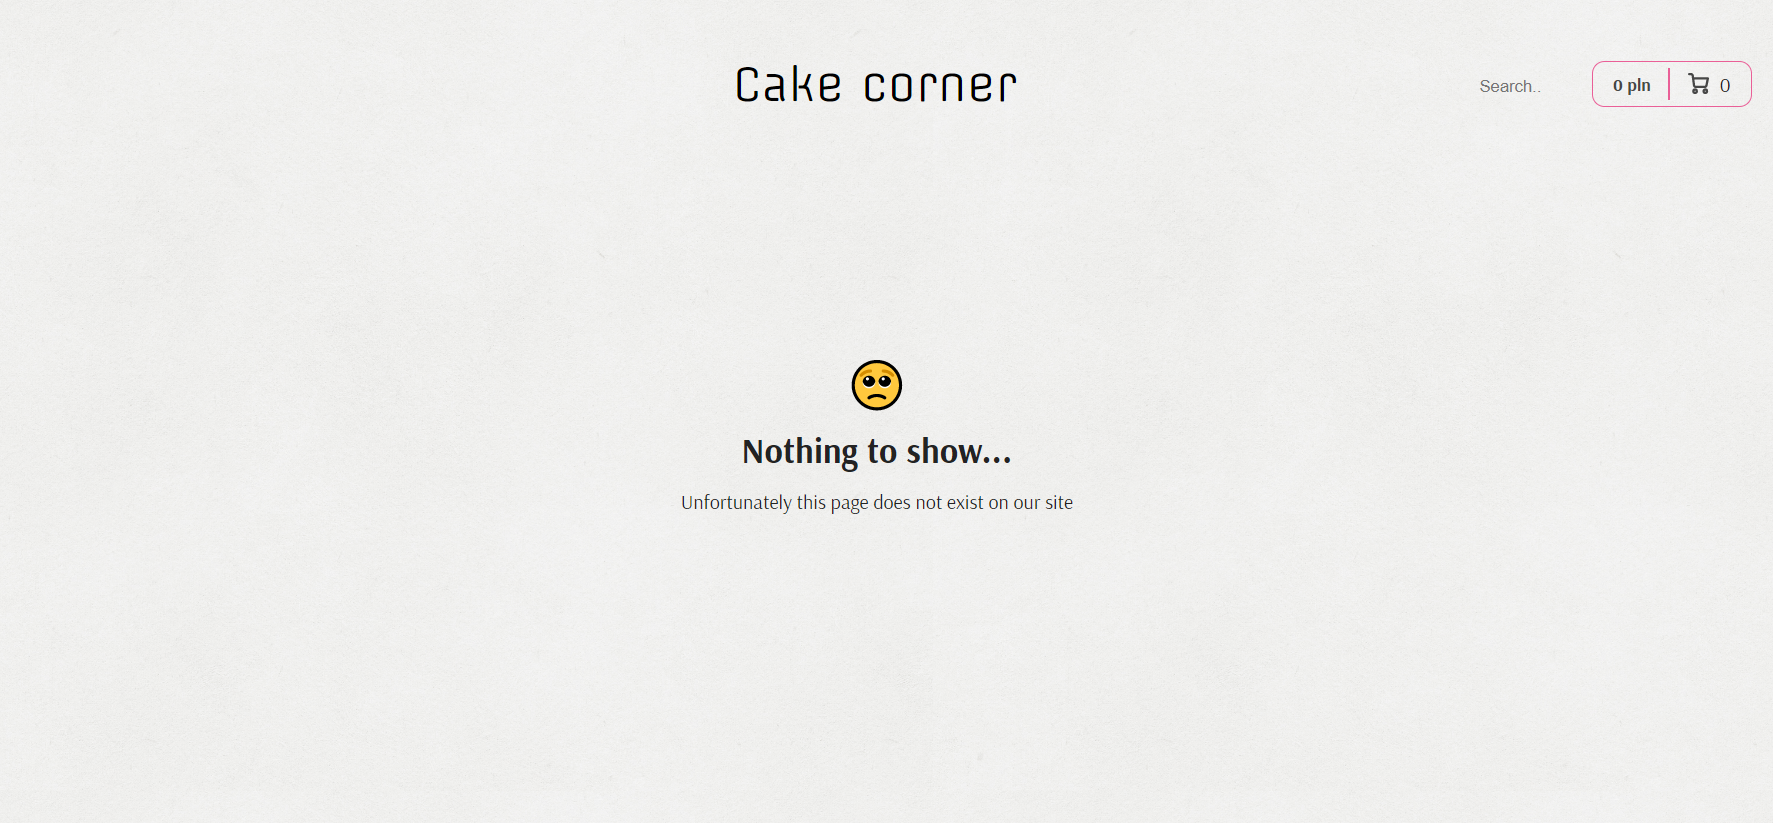 Cake corner
Search..
0 pln
0
Nothing to show...
Unfortunately this page does not exist on our site